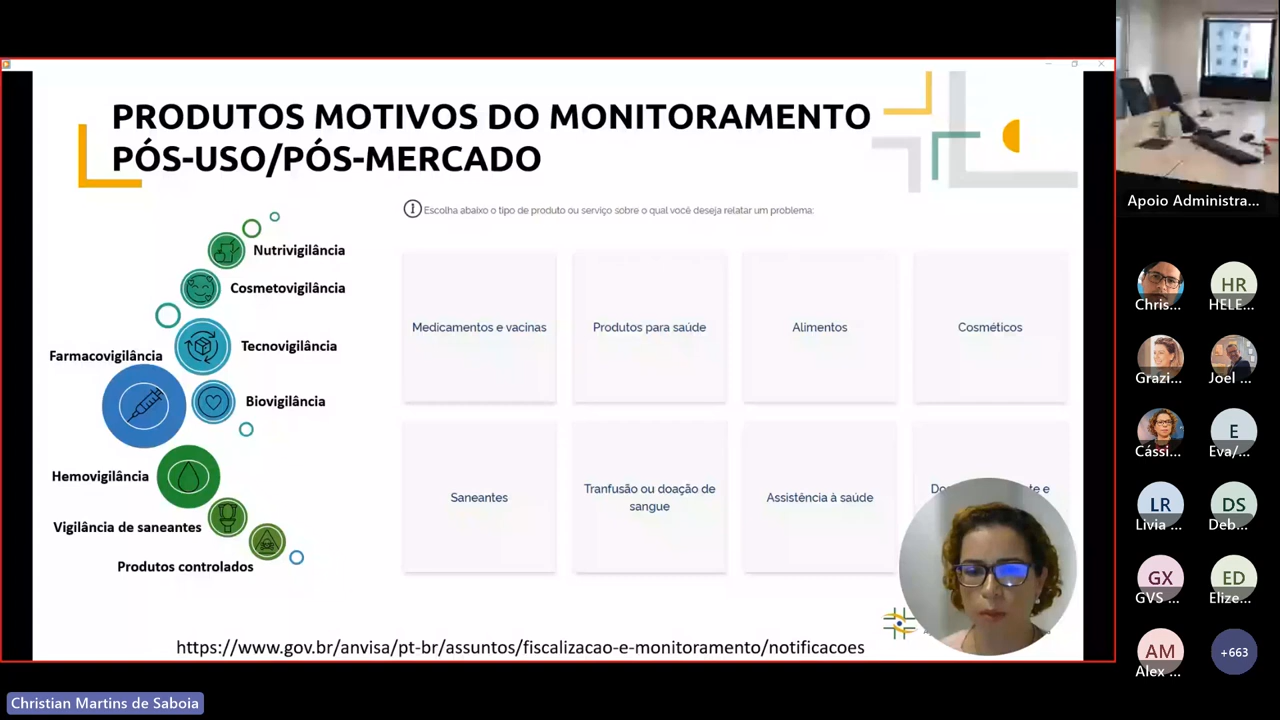 PRODUTOS MOTIVOS DO MONITORAMENTO
PÓS-USO/PÓS-MERCADO
Escolha abaixo o tipo de produto ou serviço sobre o qual você deseja relatar um problema:
Nutrivigilância
Cosmetovigilância
Tecnovigilância
Farmacovigilância
Biovigilância
Hemovigilância
Vigilância de saneantes
Produtos controlados
Medicamentos e vacinas
Produtos para saúde
Alimentos
Cosméticos
Saneantes
Tranfusão ou doação de
sangue
Assistência à saúde
https://www.gov.br/anvisa/pt-br/assuntos/fiscalizacao-e-monitoramento/notificacoes
Christian Martins de Saboia
Apoio Administra...
Chris...
HR
HELE...
Grazi...
Joel ...
Cássi...
E
Eva/...
LR
Livia ...
DS
Deb...
GX
GVS ...
ED
Elize...
AM
Alex ...
+663